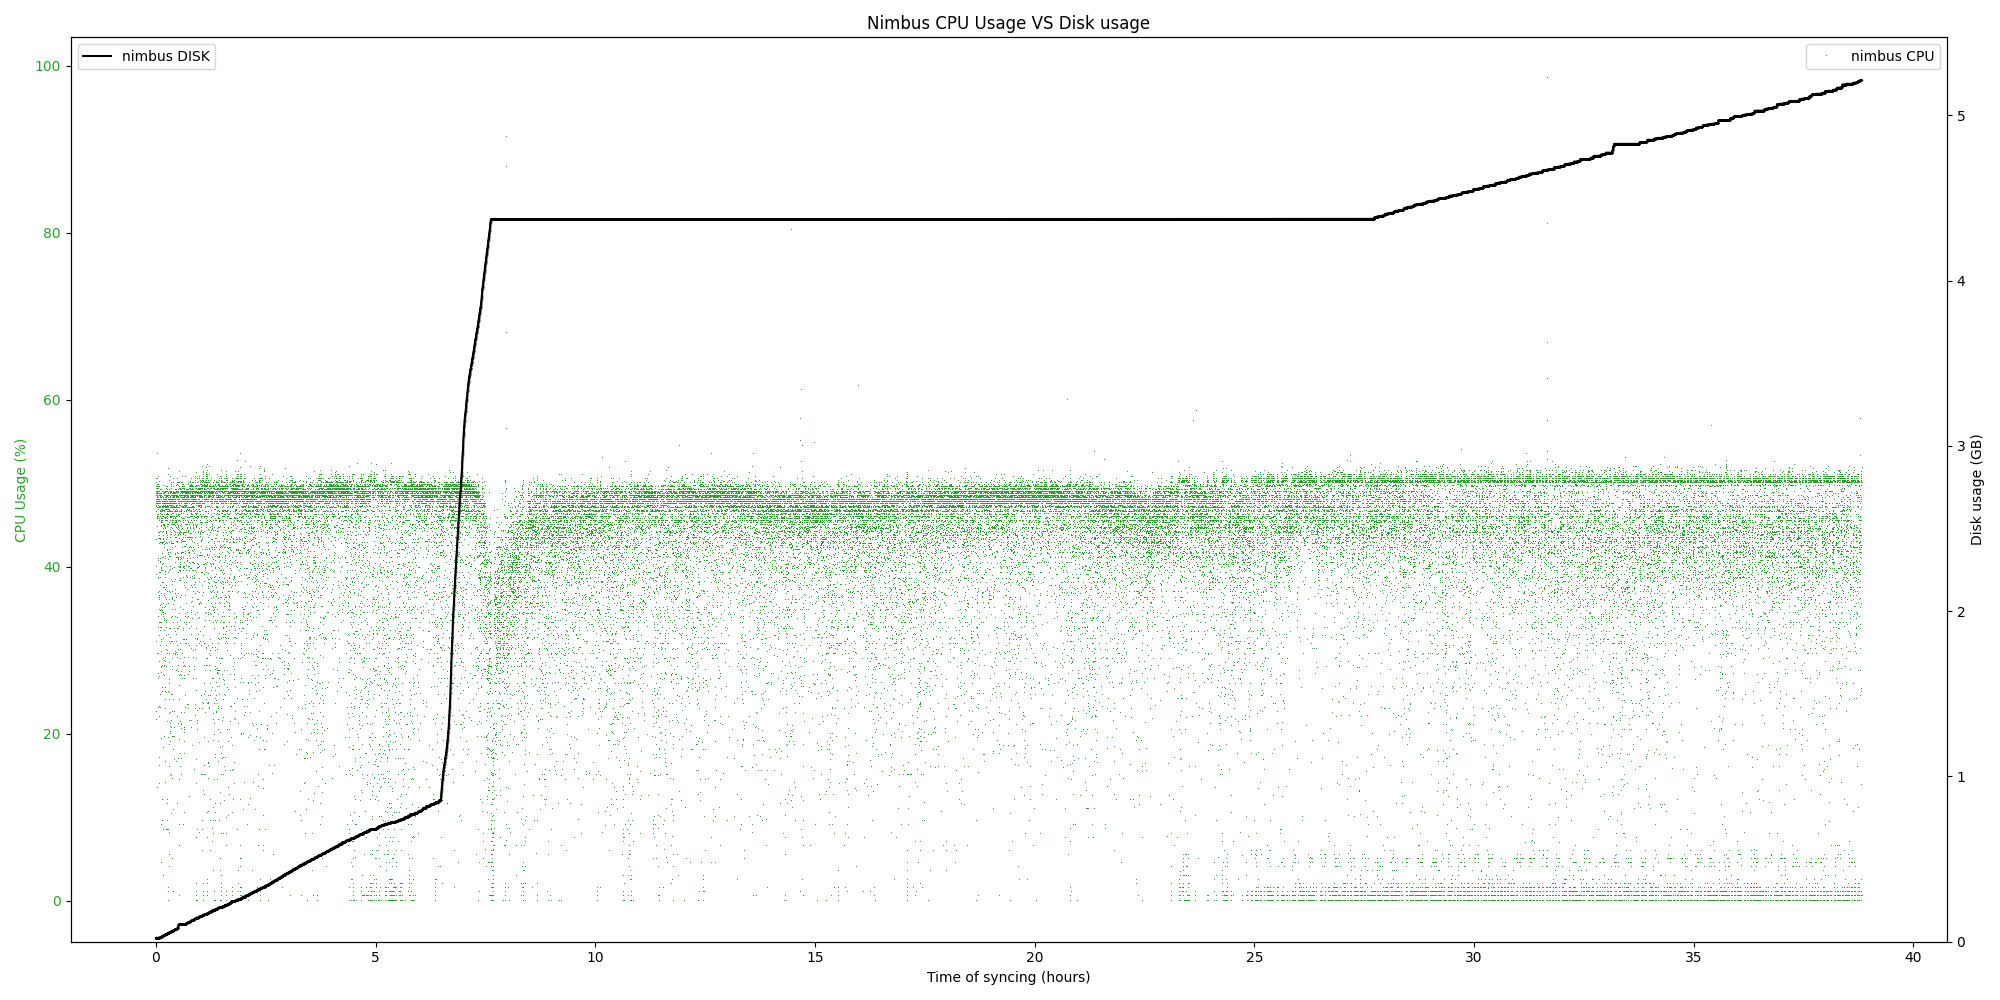 Nimbus CPU Usage VS Disk usage
nimbus DISK
nimbus CPU
100
80
60
40
20
0
CPU Usage (%)
5
4
3
2
1
0
Disk usage (GB)
0 5 10 15 20 25 30 35 40
Time of syncing (hours)